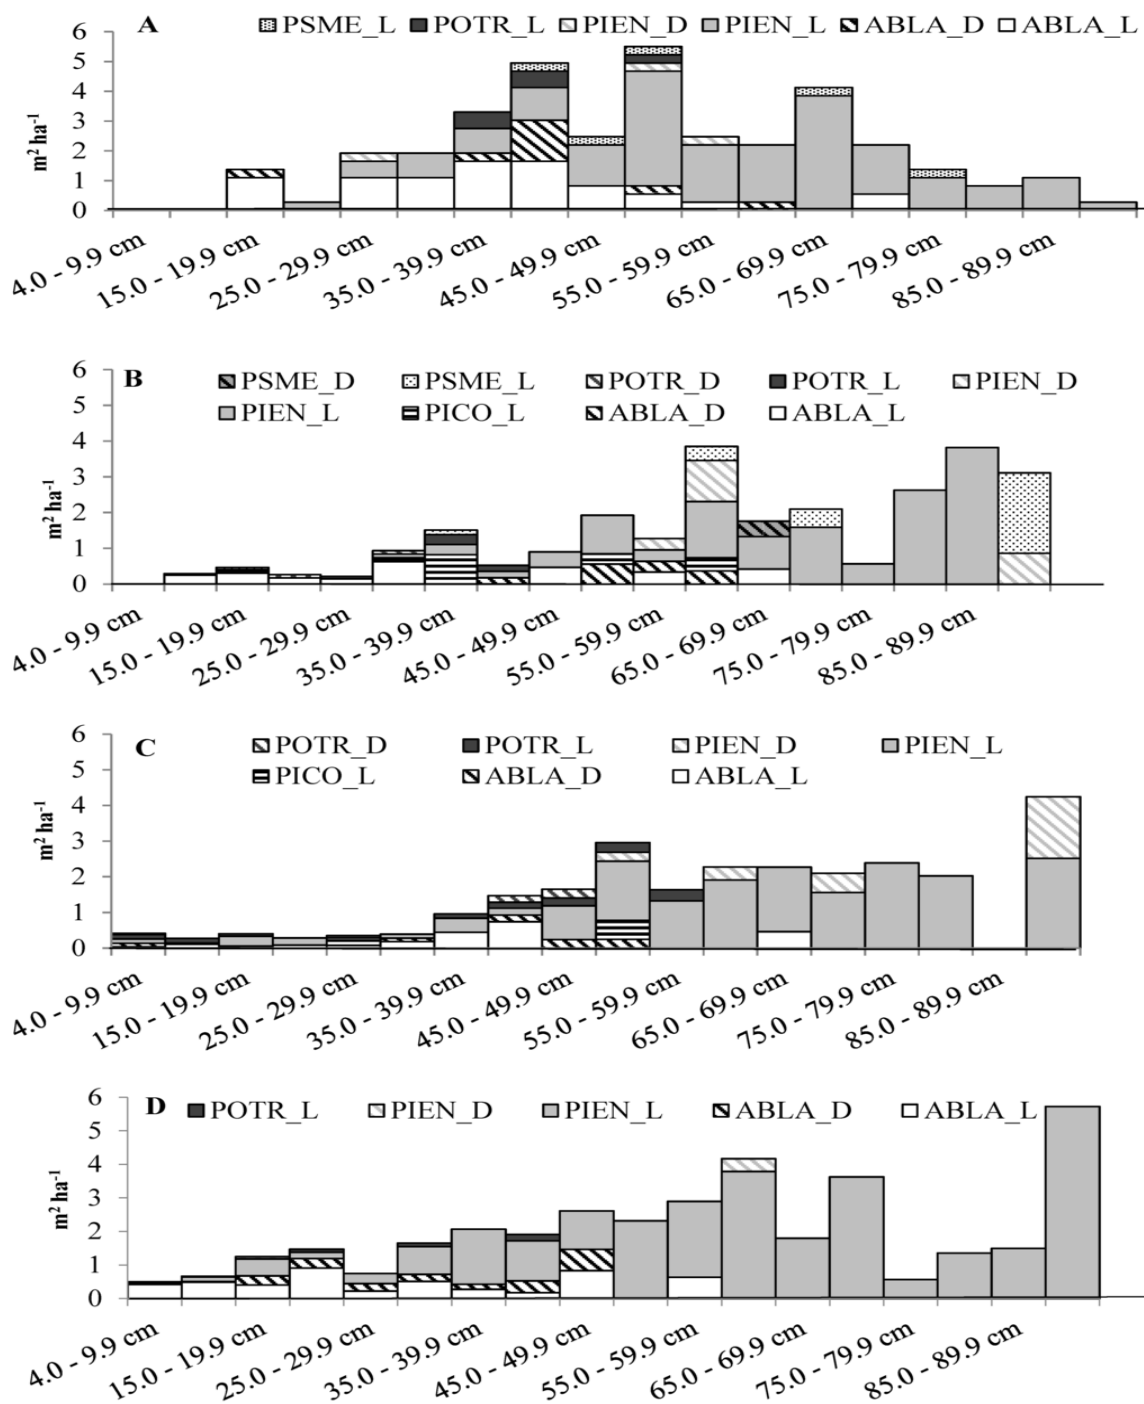 A PSME_L POTR_L PIEN_D PIEN_L ABLA_D ABLA_L
6
5
4
3
2
1
0
m² ha⁻¹
4.0 - 9.9 cm
15.0 - 19.9 cm
25.0 - 29.9 cm
35.0 - 39.9 cm
45.0 - 49.9 cm
55.0 - 59.9 cm
65.0 - 69.9 cm
75.0 - 79.9 cm
85.0 - 89.9 cm
B PSME_D PSME_L POTR_D POTR_L PIEN_D
PIEN_L PICO_L ABLA_D ABLA_L
6
5
4
3
2
1
0
m² ha⁻¹
4.0 - 9.9 cm
15.0 - 19.9 cm
25.0 - 29.9 cm
35.0 - 39.9 cm
45.0 - 49.9 cm
55.0 - 59.9 cm
65.0 - 69.9 cm
75.0 - 79.9 cm
85.0 - 89.9 cm
C POTR_D POTR_L PIEN_D PIEN_L
PICO_L ABLA_D ABLA_L
6
5
4
3
2
1
0
m² ha⁻¹
4.0 - 9.9 cm
15.0 - 19.9 cm
25.0 - 29.9 cm
35.0 - 39.9 cm
45.0 - 49.9 cm
55.0 - 59.9 cm
65.0 - 69.9 cm
75.0 - 79.9 cm
85.0 - 89.9 cm
D POTR_L PIEN_D PIEN_L ABLA_D ABLA_L
6
5
4
3
2
1
0
m² ha⁻¹
4.0 - 9.9 cm
15.0 - 19.9 cm
25.0 - 29.9 cm
35.0 - 39.9 cm
45.0 - 49.9 cm
55.0 - 59.9 cm
65.0 - 69.9 cm
75.0 - 79.9 cm
85.0 - 89.9 cm